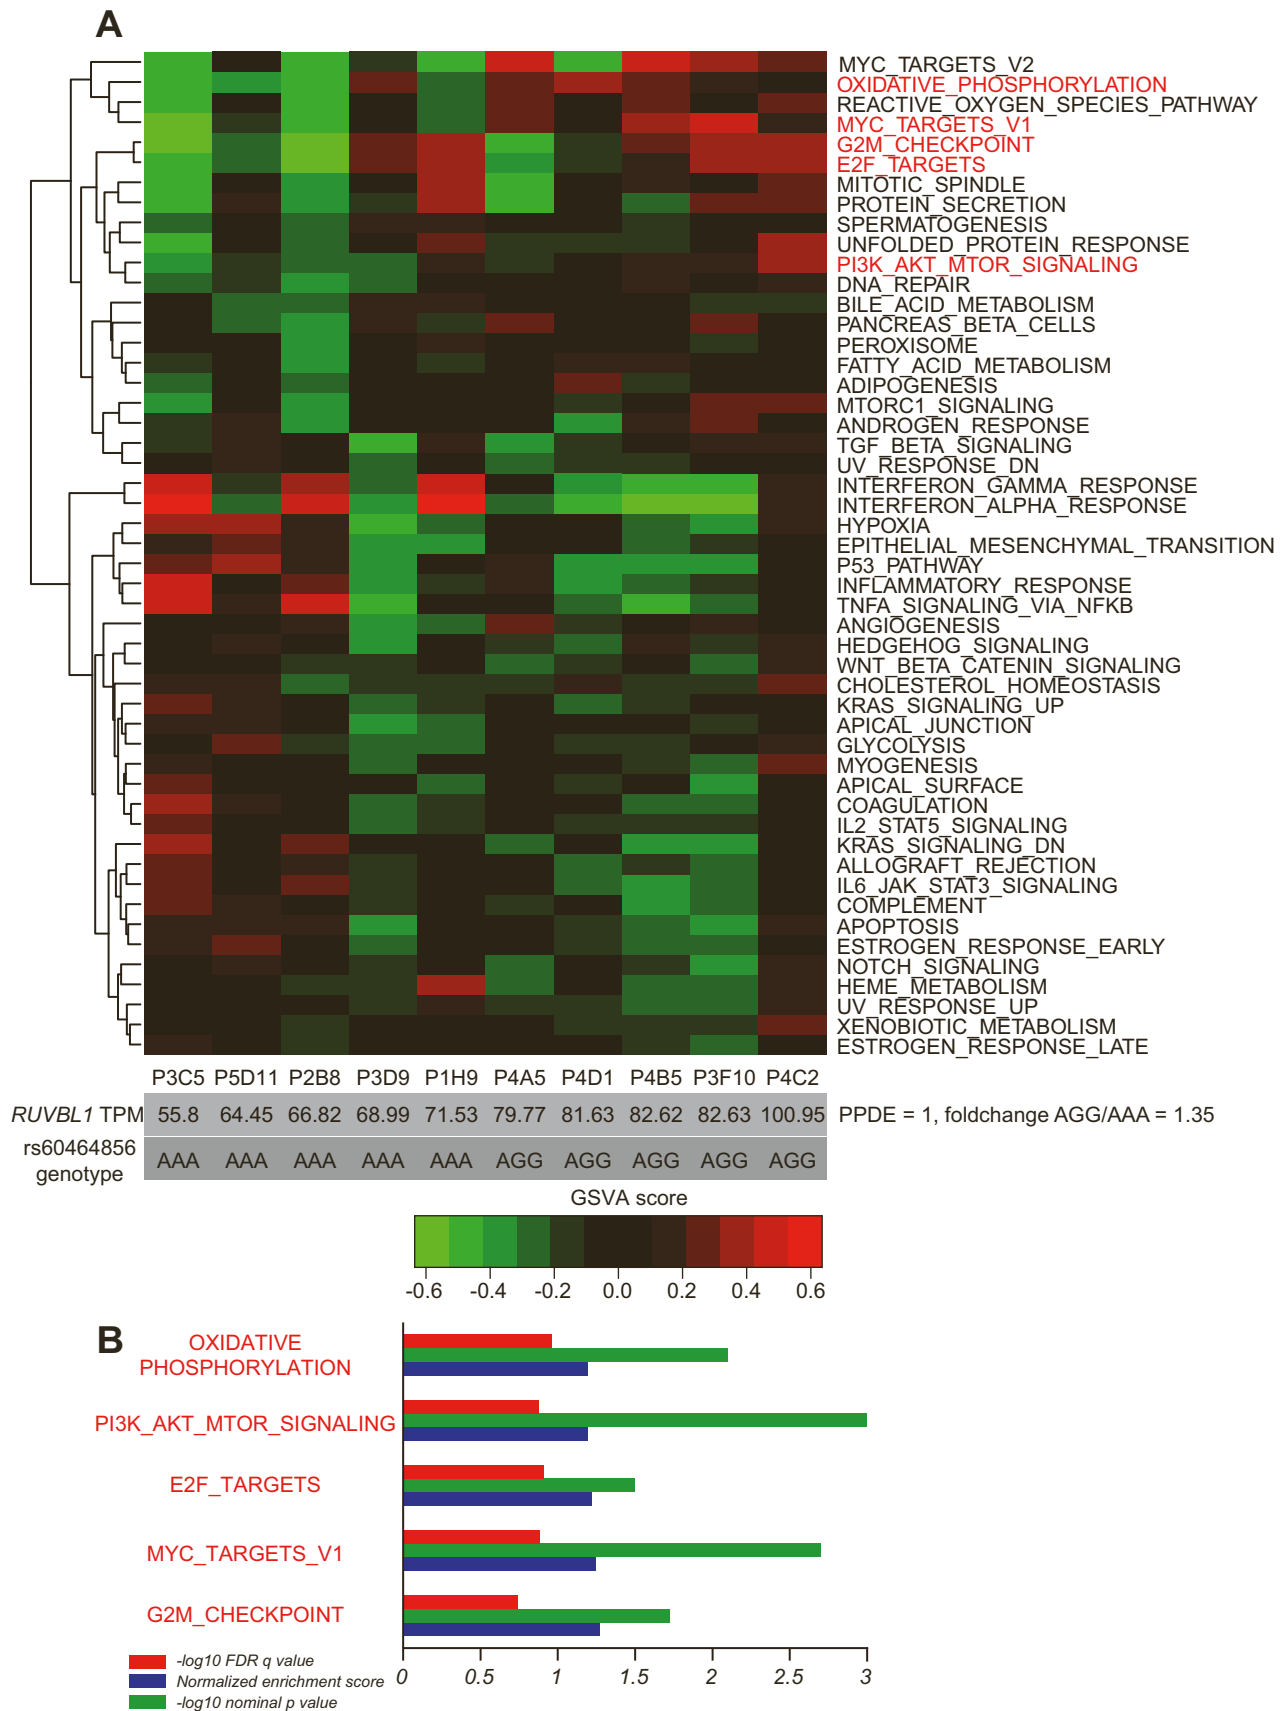 A
MYC_TARGETS_V2
OXIDATIVE_PHOSPHORYLATION
REACTIVE_OXYGEN_SPECIES_PATHWAY
MYC_TARGETS_V1
G2M_CHECKPOINT
E2F_TARGETS
MITOTIC_SPINDLE
PROTEIN_SECRETION
SPERMATOGENESIS
UNFOLDED_PROTEIN_RESPONSE
PI3K_AKT_MTOR_SIGNALING
DNA_REPAIR
BILE_ACID_METABOLISM
PANCREAS_BETA_CELLS
PEROXISOME
FATTY_ACID_METABOLISM
ADIPOGENESIS
MTORC1_SIGNALING
ANDROGEN_RESPONSE
TGF_BETA_SIGNALING
UV_RESPONSE_DN
INTERFERON_GAMMA_RESPONSE
INTERFERON_ALPHA_RESPONSE
HYPOXIA
EPITHELIAL_MESENCHYMAL_TRANSITION
P53_PATHWAY
INFLAMMATORY_RESPONSE
TNFA_SIGNALING_VIA_NFKB
ANGIOGENESIS
HEDGEHOG_SIGNALING
WNT_BETA_CATENIN_SIGNALING
CHOLESTEROL_HOMEOSTASIS
KRAS_SIGNALING_UP
APICAL_JUNCTION
GLYCOLYSIS
MYOGENESIS
APICAL_SURFACE
COAGULATION
IL2_STAT5_SIGNALING
KRAS_SIGNALING_DN
ALLOGRAFT_REJECTION
IL6_JAK_STAT3_SIGNALING
COMPLEMENT
APOPTOSIS
ESTROGEN_RESPONSE_EARLY
NOTCH_SIGNALING
HEME_METABOLISM
UV_RESPONSE_UP
XENOBIOTIC_METABOLISM
ESTROGEN_RESPONSE_LATE
P3C5 P5D11 P2B8 P3D9 P1H9 P4A5 P4D1 P4B5 P3F10 P4C2
RUVBL1 TPM 55.8 64.45 66.82 68.99 71.53 79.77 81.63 82.62 82.63 100.95 PPDE = 1, foldchange AGG/AAA = 1.35
rs60464856
genotype AAA AAA AAA AAA AAA AGG AGG AGG AGG AGG
GSVA score
-0.6 -0.4 -0.2 0.0 0.2 0.4 0.6
B
OXIDATIVE
PHOSPHORYLATION
PI3K_AKT_MTOR_SIGNALING
E2F_TARGETS
MYC_TARGETS_V1
G2M_CHECKPOINT
-log10 FDR q value
Normalized enrichment score
-log10 nominal p value
0 0.5 1 1.5 2 2.5 3